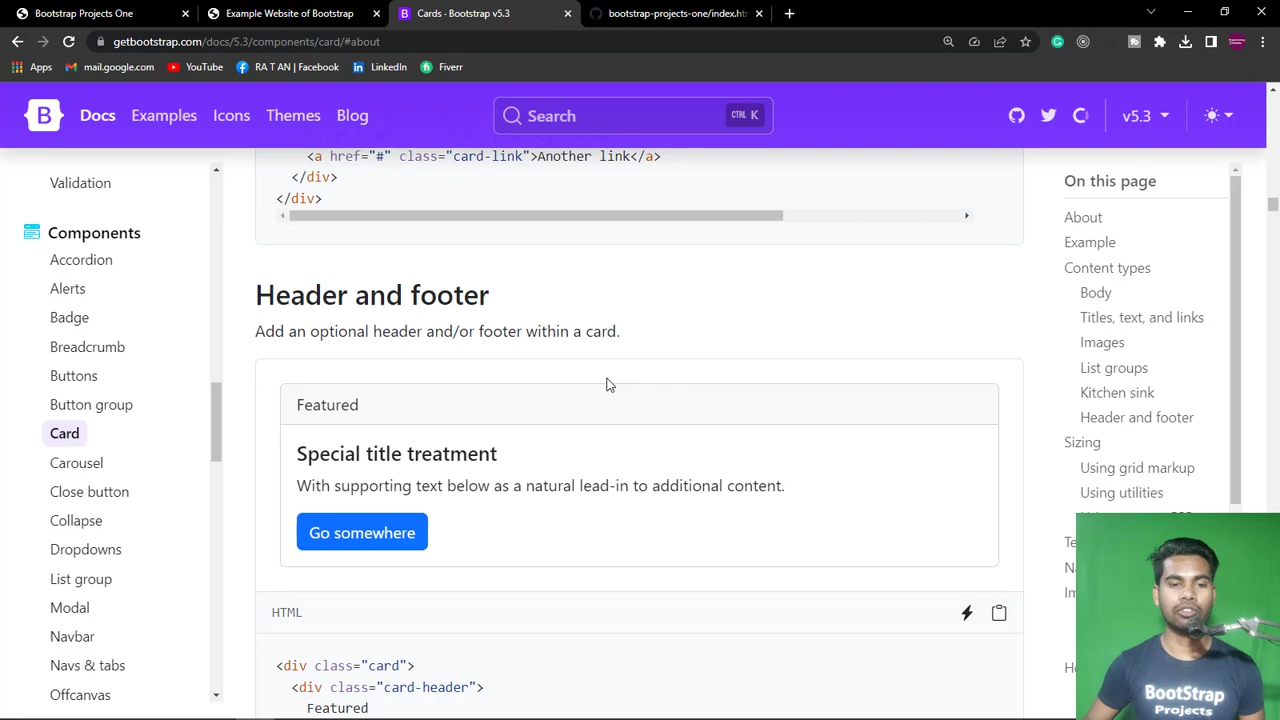 Bootstrap Projects One
Example Website of Bootstrap
Cards · Bootstrap v5.3
bootstrap-projects-one/index.htm
getbootstrap.com/docs/5.3/components/card/#about
Apps
mail.google.com
YouTube
RA T AN | Facebook
LinkedIn
Fiverr
B
Docs
Examples
Icons
Themes
Blog
Search
CTRL K
v5.3
Validation
Components
Accordion
Alerts
Badge
Breadcrumb
Buttons
Button group
Card
Carousel
Close button
Collapse
Dropdowns
List group
Modal
Navbar
Navs & tabs
Offcanvas
<a href="#" class="card-link">Another link</a>
</div>
</div>
Header and footer
Add an optional header and/or footer within a card.
Featured
Special title treatment
With supporting text below as a natural lead-in to additional content.
Go somewhere
HTML
<div class="card">
<div class="card-header">
Featured
On this page
About
Example
Content types
Body
Titles, text, and links
Images
List groups
Kitchen sink
Header and footer
Sizing
Using grid markup
Using utilities
BootStrap
Projects